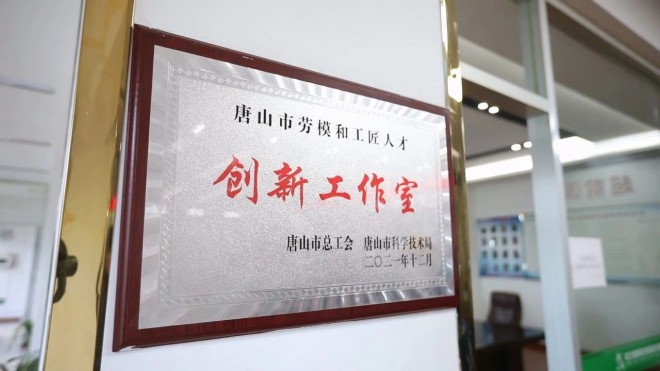 唐山市劳模和工匠人才
创新工作室
唐山市总工会 唐山市科学技术局
二〇二一年十二月